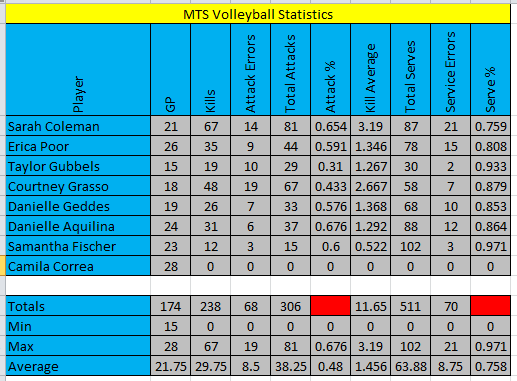 MTS Volleyball Statistics
Player GP Kills Attack Errors Total Attacks Attack % Kill Average Total Serves Service Errors Serve %
Sarah Coleman 21 67 14 81 0.654 3.19 87 21 0.759
Erica Poor 26 35 9 44 0.591 1.346 78 15 0.808
Taylor Gubbels 15 19 10 29 0.31 1.267 30 2 0.933
Courtney Grasso 18 48 19 67 0.433 2.667 58 7 0.879
Danielle Geddes 19 26 7 33 0.576 1.368 68 10 0.853
Danielle Aquilina 24 31 6 37 0.676 1.292 88 12 0.864
Samantha Fischer 23 12 3 15 0.6 0.522 102 3 0.971
Camila Correa 28 0 0 0 0 0 0 0 0
Totals 174 238 68 306 11.65 511 70
Min 15 0 0 0 0 0 0 0 0
Max 28 67 19 81 0.676 3.19 102 21 0.971
Average 21.75 29.75 8.5 38.25 0.48 1.456 63.88 8.75 0.758